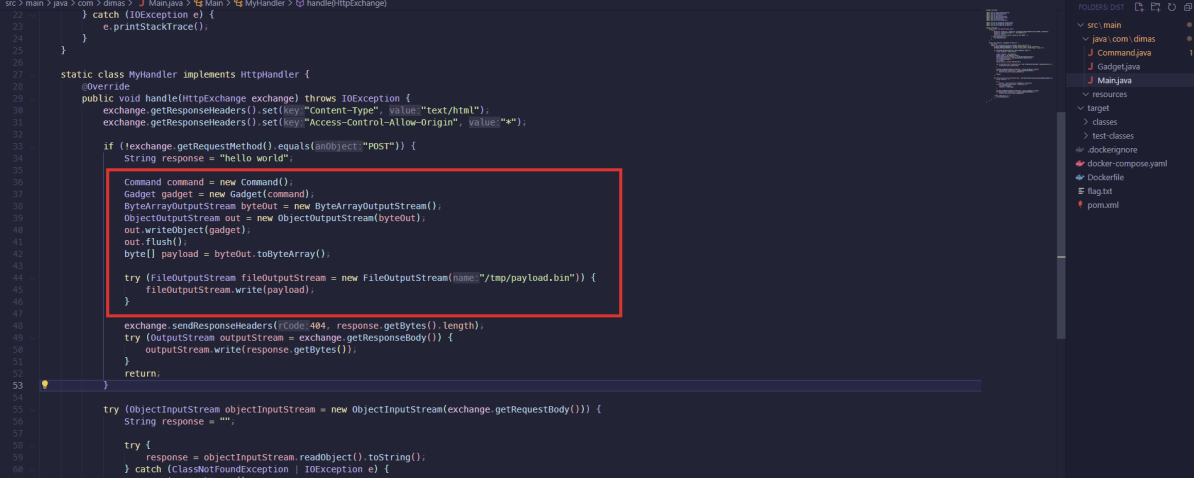 src > main > java > com > dimas > J Main.java > Main > MyHandler > handle(HttpExchange)
22 } catch (IOException e) {
23 e.printStackTrace();
24 }
25 }
26
27 static class MyHandler implements HttpHandler {
28 @Override
29 public void handle(HttpExchange exchange) throws IOException {
30 exchange.getResponseHeaders().set(key:"Content-Type", value:"text/html");
31 exchange.getResponseHeaders().set(key:"Access-Control-Allow-Origin", value:"*");
32
33 if (!exchange.getRequestMethod().equals(anObject:"POST")) {
34 String response = "hello world";
35
36 Command command = new Command();
37 Gadget gadget = new Gadget(command);
38 ByteArrayOutputStream byteOut = new ByteArrayOutputStream();
39 ObjectOutputStream out = new ObjectOutputStream(byteOut);
40 out.writeObject(gadget);
41 out.flush();
42 byte[] payload = byteOut.toByteArray();
43
44 try (FileOutputStream fileOutputStream = new FileOutputStream(name:"/tmp/payload.bin")) {
45 fileOutputStream.write(payload);
46 }
47
48 exchange.sendResponseHeaders(rCode:404, response.getBytes().length);
49 try (OutputStream outputStream = exchange.getResponseBody()) {
50 outputStream.write(response.getBytes());
51 }
52 return;
53 }
54
55 try (ObjectInputStream objectInputStream = new ObjectInputStream(exchange.getRequestBody())) {
56 String response = "";
57
58 try {
59 response = objectInputStream.readObject().toString();
60 } catch (ClassNotFoundException | IOException e) {
FOLDERS: DIST
src\main
java\com\dimas
J Command.java 1
J Gadget.java
J Main.java
resources
target
classes
test-classes
.dockerignore
docker-compose.yaml
Dockerfile
flag.txt
pom.xml